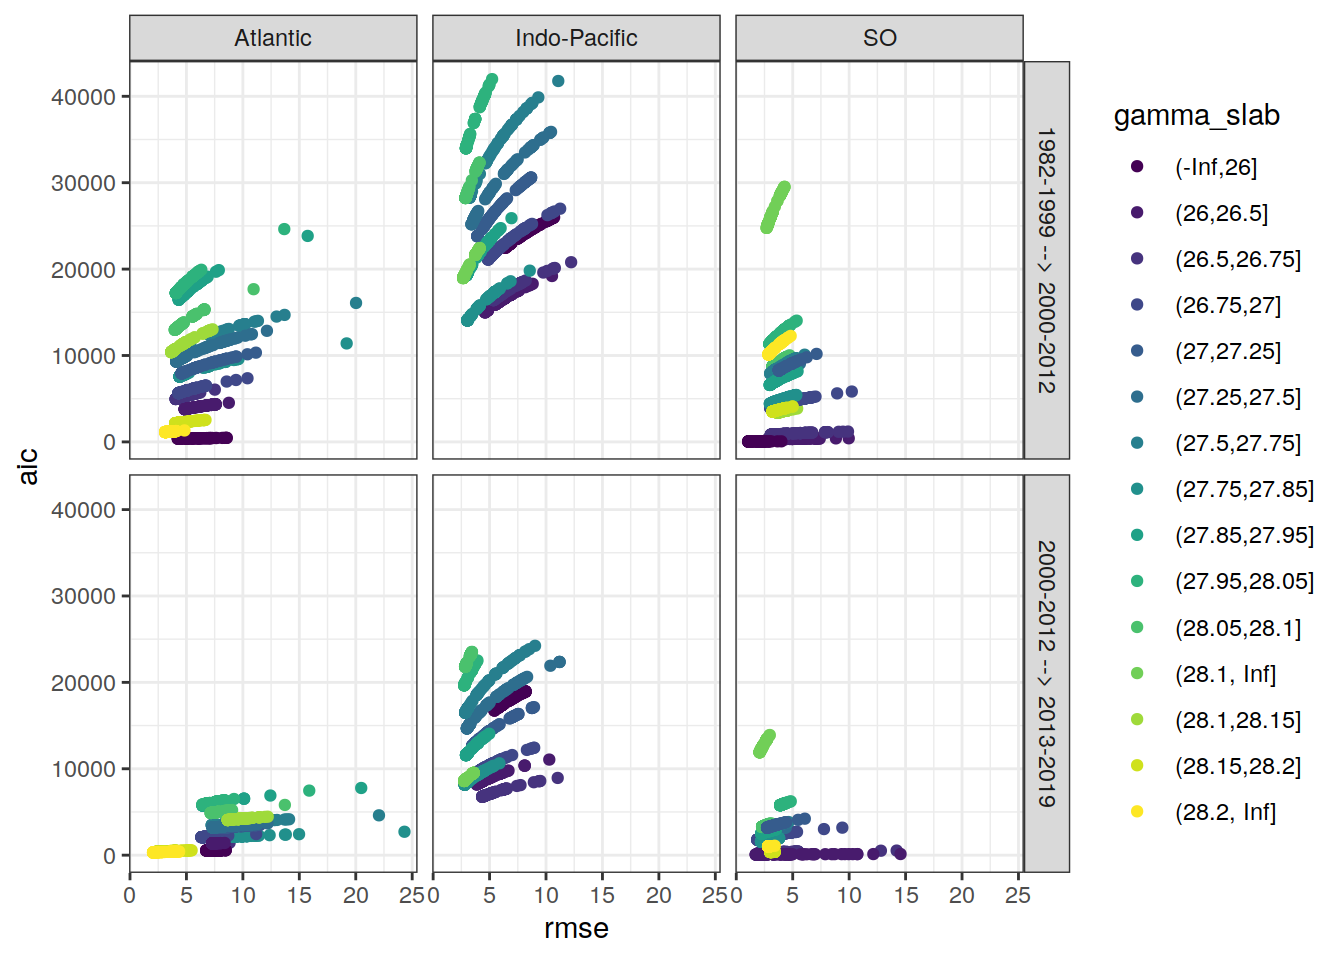 Atlantic
Indo-Pacific
SO
40000
30000
20000
10000
0
1982-1999 --> 2000-2012
aic
40000
30000
20000
10000
0
2000-2012 --> 2013-2019
0 5 10 15 20 25
0 5 10 15 20 25
0 5 10 15 20 25
rmse
gamma_slab
(-Inf,26]
(26,26.5]
(26.5,26.75]
(26.75,27]
(27,27.25]
(27.25,27.5]
(27.5,27.75]
(27.75,27.85]
(27.85,27.95]
(27.95,28.05]
(28.05,28.1]
(28.1, Inf]
(28.1,28.15]
(28.15,28.2]
(28.2, Inf]